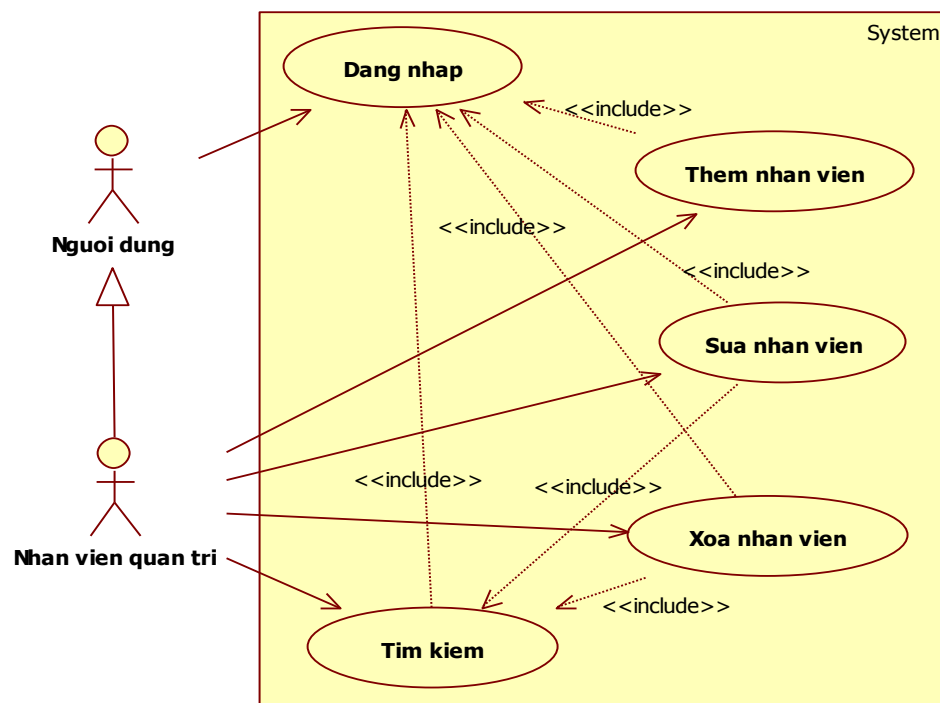 System
Dang nhap
<<include>>
Them nhan vien
<<include>>
Nguoi dung
<<include>>
Sua nhan vien
<<include>>
<<include>>
Xoa nhan vien
Nhan vien quan tri
<<include>>
Tim kiem